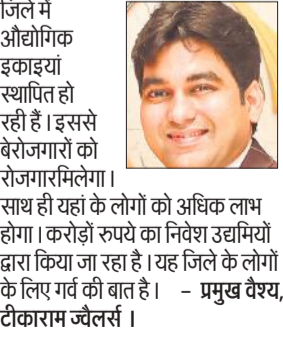 जिले में
औद्योगिक
इकाइयां
स्थापित हो
रही हैं । इससे
बेरोजगारों को
रोजगारमिलेगा ।
साथ ही यहां के लोगों को अधिक लाभ
होगा । करोड़ों रुपये का निवेश उद्यमियों
द्वारा किया जा रहा है । यह जिले के लोगों
के लिए गर्व की बात है । – प्रमुख वैश्य,
टीकाराम ज्वैलर्स ।